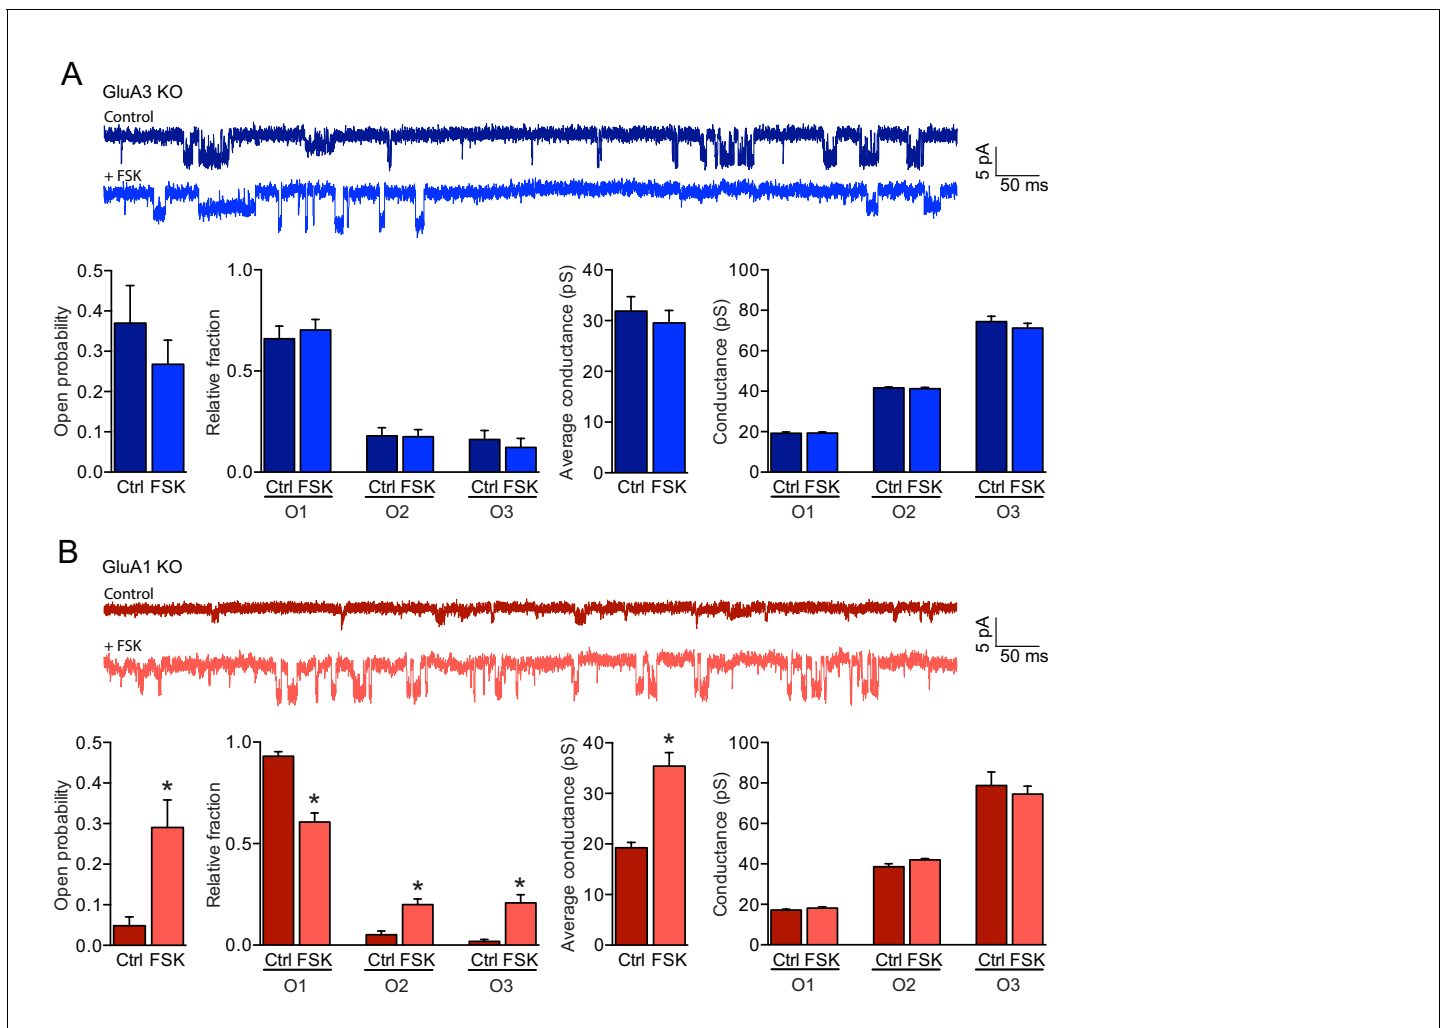 A
GluA3 KO
Control
+ FSK
5 pA
50 ms
Open probability
0.5
0.4
0.3
0.2
0.1
0.0
Ctrl FSK
Relative fraction
1.0
0.5
0.0
Ctrl FSK Ctrl FSK Ctrl FSK
O1 O2 O3
Average conductance (pS)
40
30
20
10
0
Ctrl FSK
Conductance (pS)
100
80
60
40
20
0
Ctrl FSK Ctrl FSK Ctrl FSK
O1 O2 O3
B
GluA1 KO
Control
+ FSK
5 pA
50 ms
Open probability
0.5
0.4
0.3
0.2
0.1
0.0
*
Ctrl FSK
Relative fraction
1.0
0.5
0.0
* * *
Ctrl FSK Ctrl FSK Ctrl FSK
O1 O2 O3
Average conductance (pS)
40
30
20
10
0
*
Ctrl FSK
Conductance (pS)
100
80
60
40
20
0
Ctrl FSK Ctrl FSK Ctrl FSK
O1 O2 O3